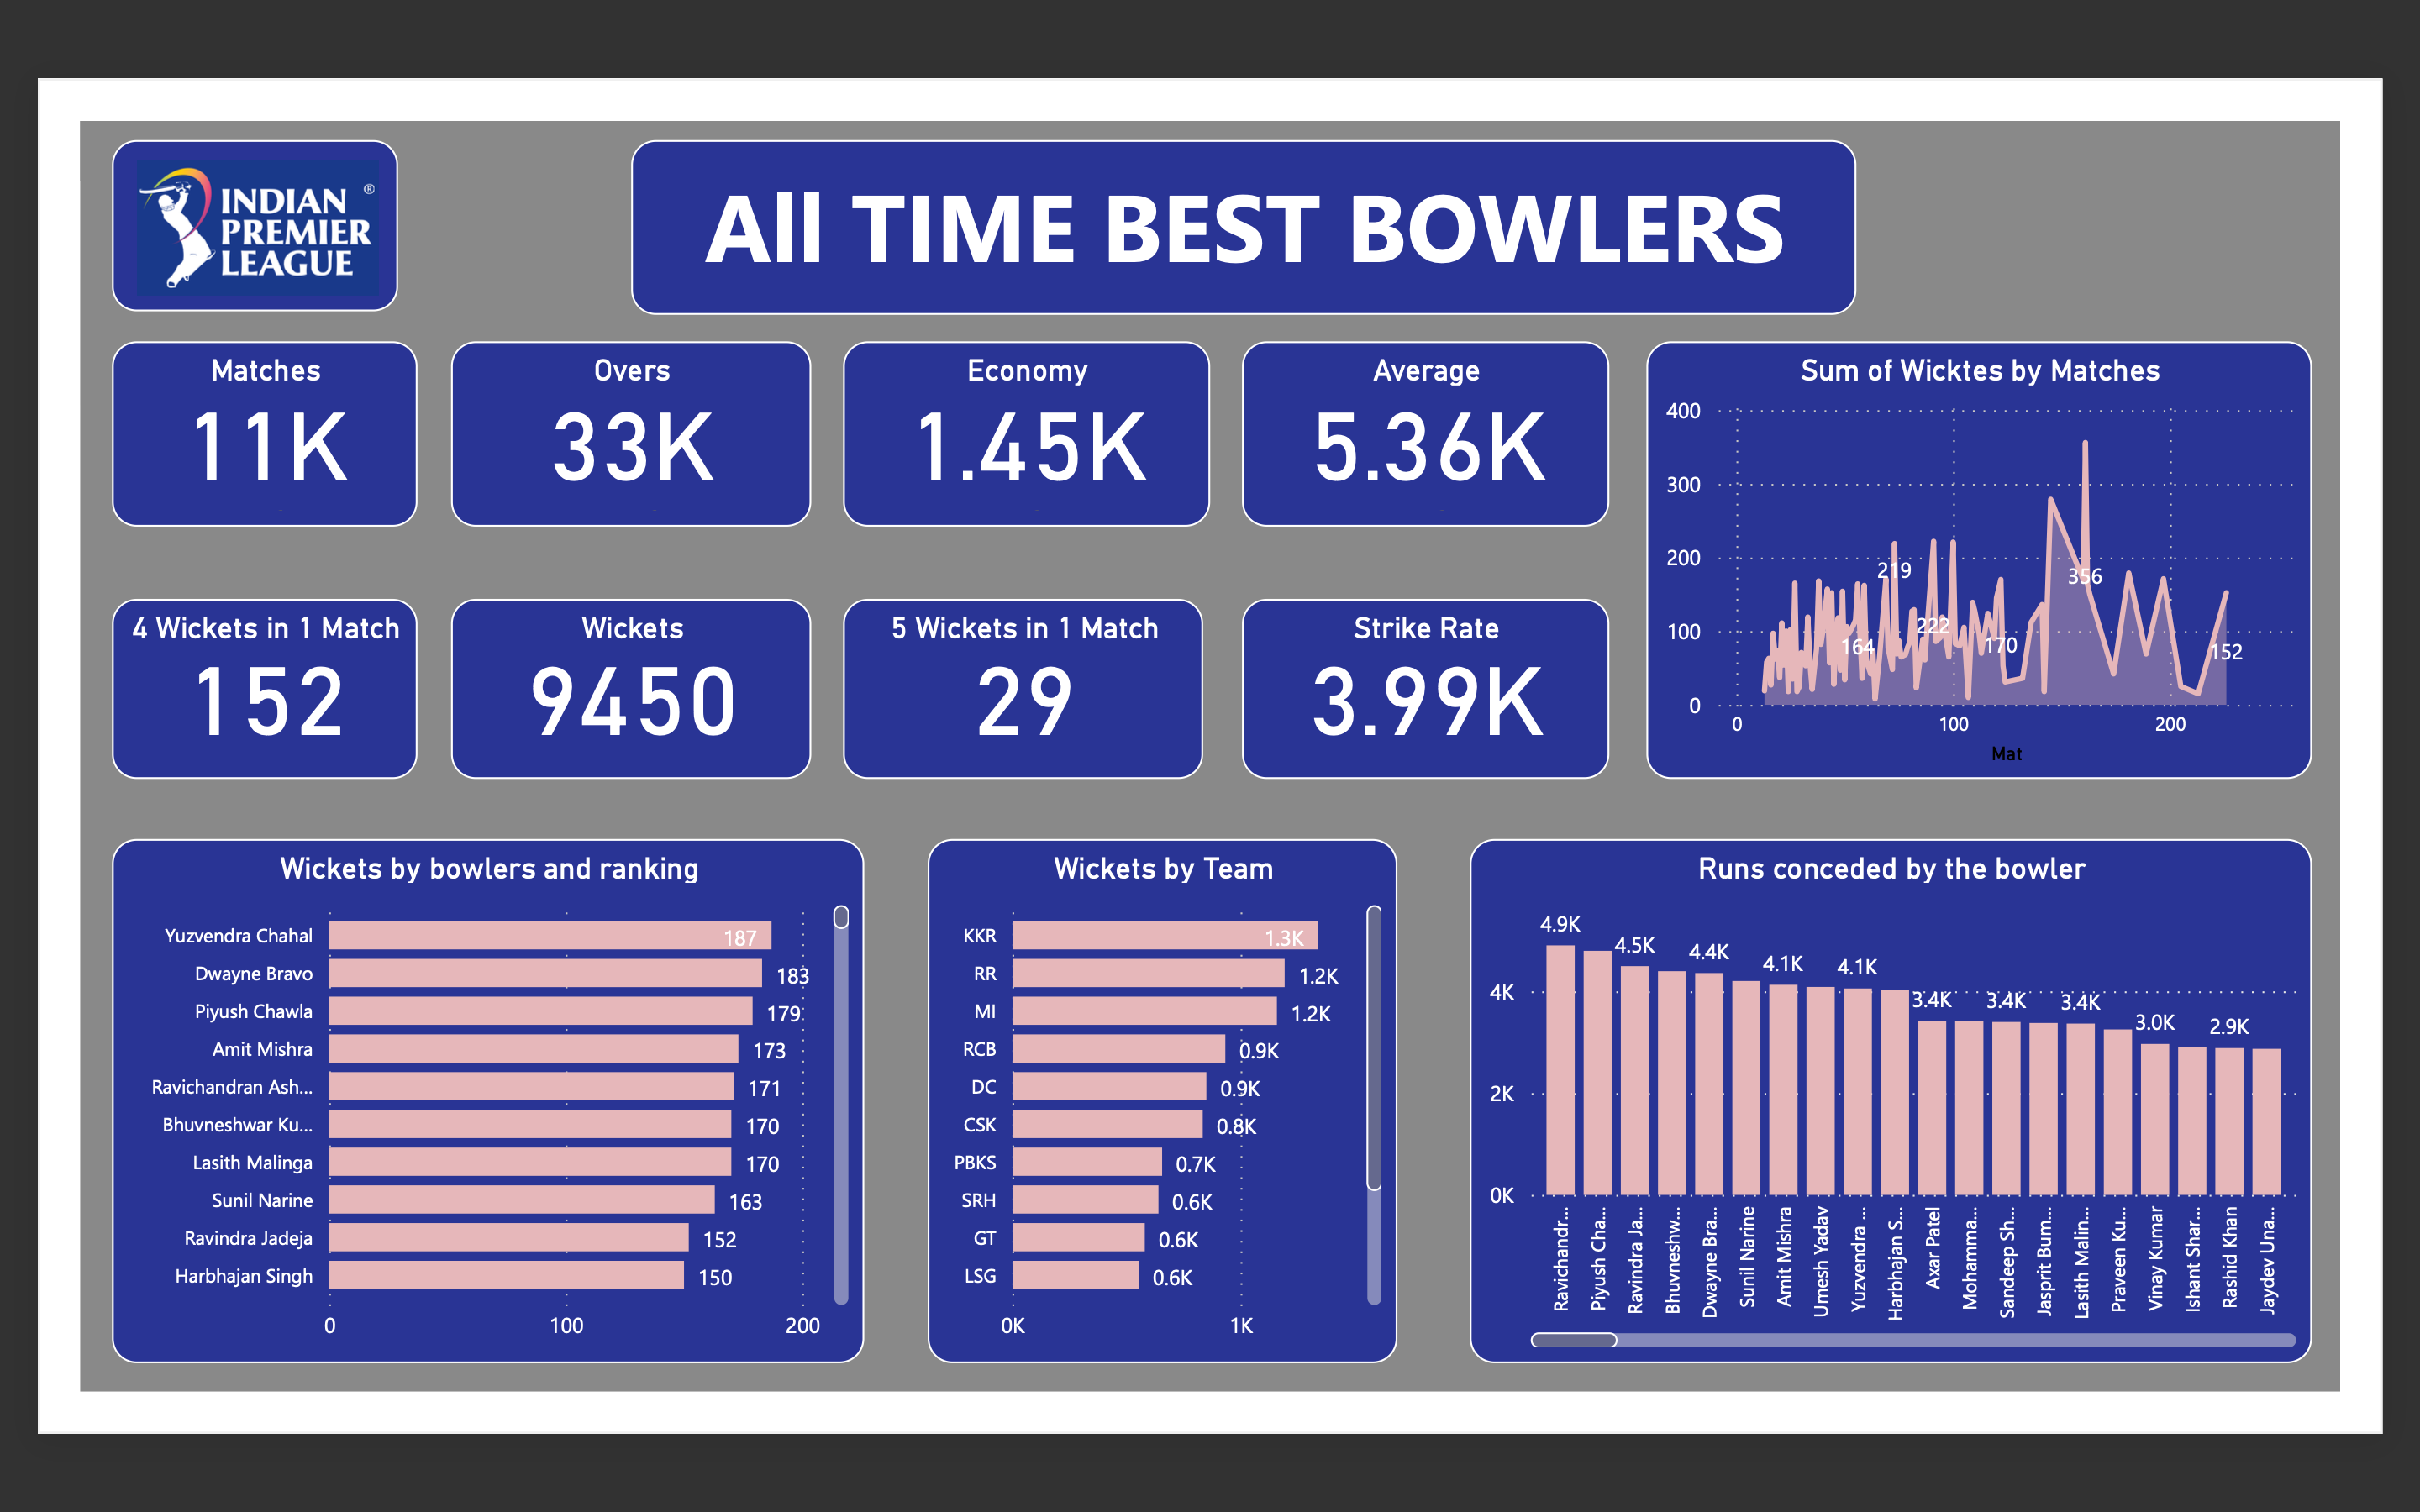 INDIAN
PREMIER
LEAGUE
®
All TIME BEST BOWLERS
Matches
11K
Overs
33K
Economy
1.45K
Average
5.36K
4 Wickets in 1 Match
152
Wickets
9450
5 Wickets in 1 Match
29
Strike Rate
3.99K
Sum of Wicktes by Matches
400
300
200
100
0
219
356
222
164
170
152
0 100 200
Mat
Wickets by bowlers and ranking
Yuzvendra Chahal 187
Dwayne Bravo 183
Piyush Chawla 179
Amit Mishra 173
Ravichandran Ash... 171
Bhuvneshwar Ku... 170
Lasith Malinga 170
Sunil Narine 163
Ravindra Jadeja 152
Harbhajan Singh 150
0 100 200
Wickets by Team
KKR 1.3K
RR 1.2K
MI 1.2K
RCB 0.9K
DC 0.9K
CSK 0.8K
PBKS 0.7K
SRH 0.6K
GT 0.6K
LSG 0.6K
0K 1K
Runs conceded by the bowler
4.9K
4.5K
4.4K
4.1K
4.1K
3.4K
3.4K
3.4K
3.0K
2.9K
4K
2K
0K
Ravichandr...
Piyush Cha...
Ravindra Ja...
Bhuvneshw...
Dwayne Bra...
Sunil Narine
Amit Mishra
Umesh Yadav
Yuzvendra ...
Harbhajan S...
Axar Patel
Mohamma...
Sandeep Sh...
Jasprit Bum...
Lasith Malin...
Praveen Ku...
Vinay Kumar
Ishant Shar...
Rashid Khan
Jaydev Una...